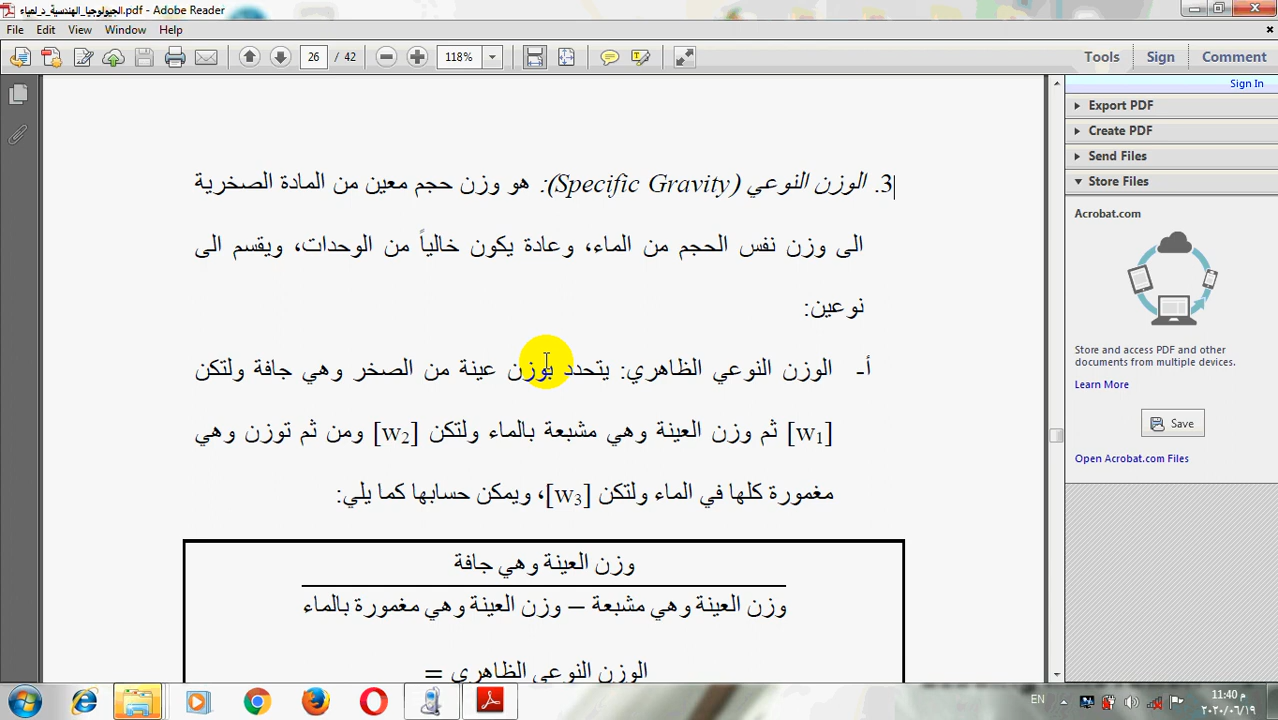 الجيولوجيا_الهندسية_د_لمياء.pdf - Adobe Reader
File Edit View Window Help
26 / 42 118% Tools Sign Comment
Sign In
Export PDF
Create PDF
Send Files
Store Files
Acrobat.com
Store and access PDF and other
documents from multiple devices.
Learn More
Save
Open Acrobat.com Files
3. الوزن النوعي (Specific Gravity): هو وزن حجم معين من المادة الصخرية
الى وزن نفس الحجم من الماء، وعادة يكون خالياً من الوحدات، ويقسم الى
نوعين:
أ- الوزن النوعي الظاهري: يتحدد بوزن عينة من الصخر وهي جافة ولتكن
[w1] ثم وزن العينة وهي مشبعة بالماء ولتكن [w2] ومن ثم توزن وهي
مغمورة كلها في الماء ولتكن [w3]، ويمكن حسابها كما يلي:
وزن العينة وهي جافة
وزن العينة وهي مشبعة – وزن العينة وهي مغمورة بالماء
الوزن النوعي الظاهري =
EN
11:40 م
٢٠٢٠/٠٦/١٩